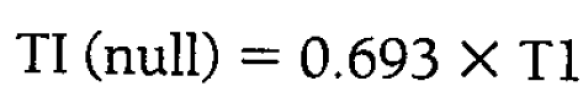 TI (null) = 0.693 × T1